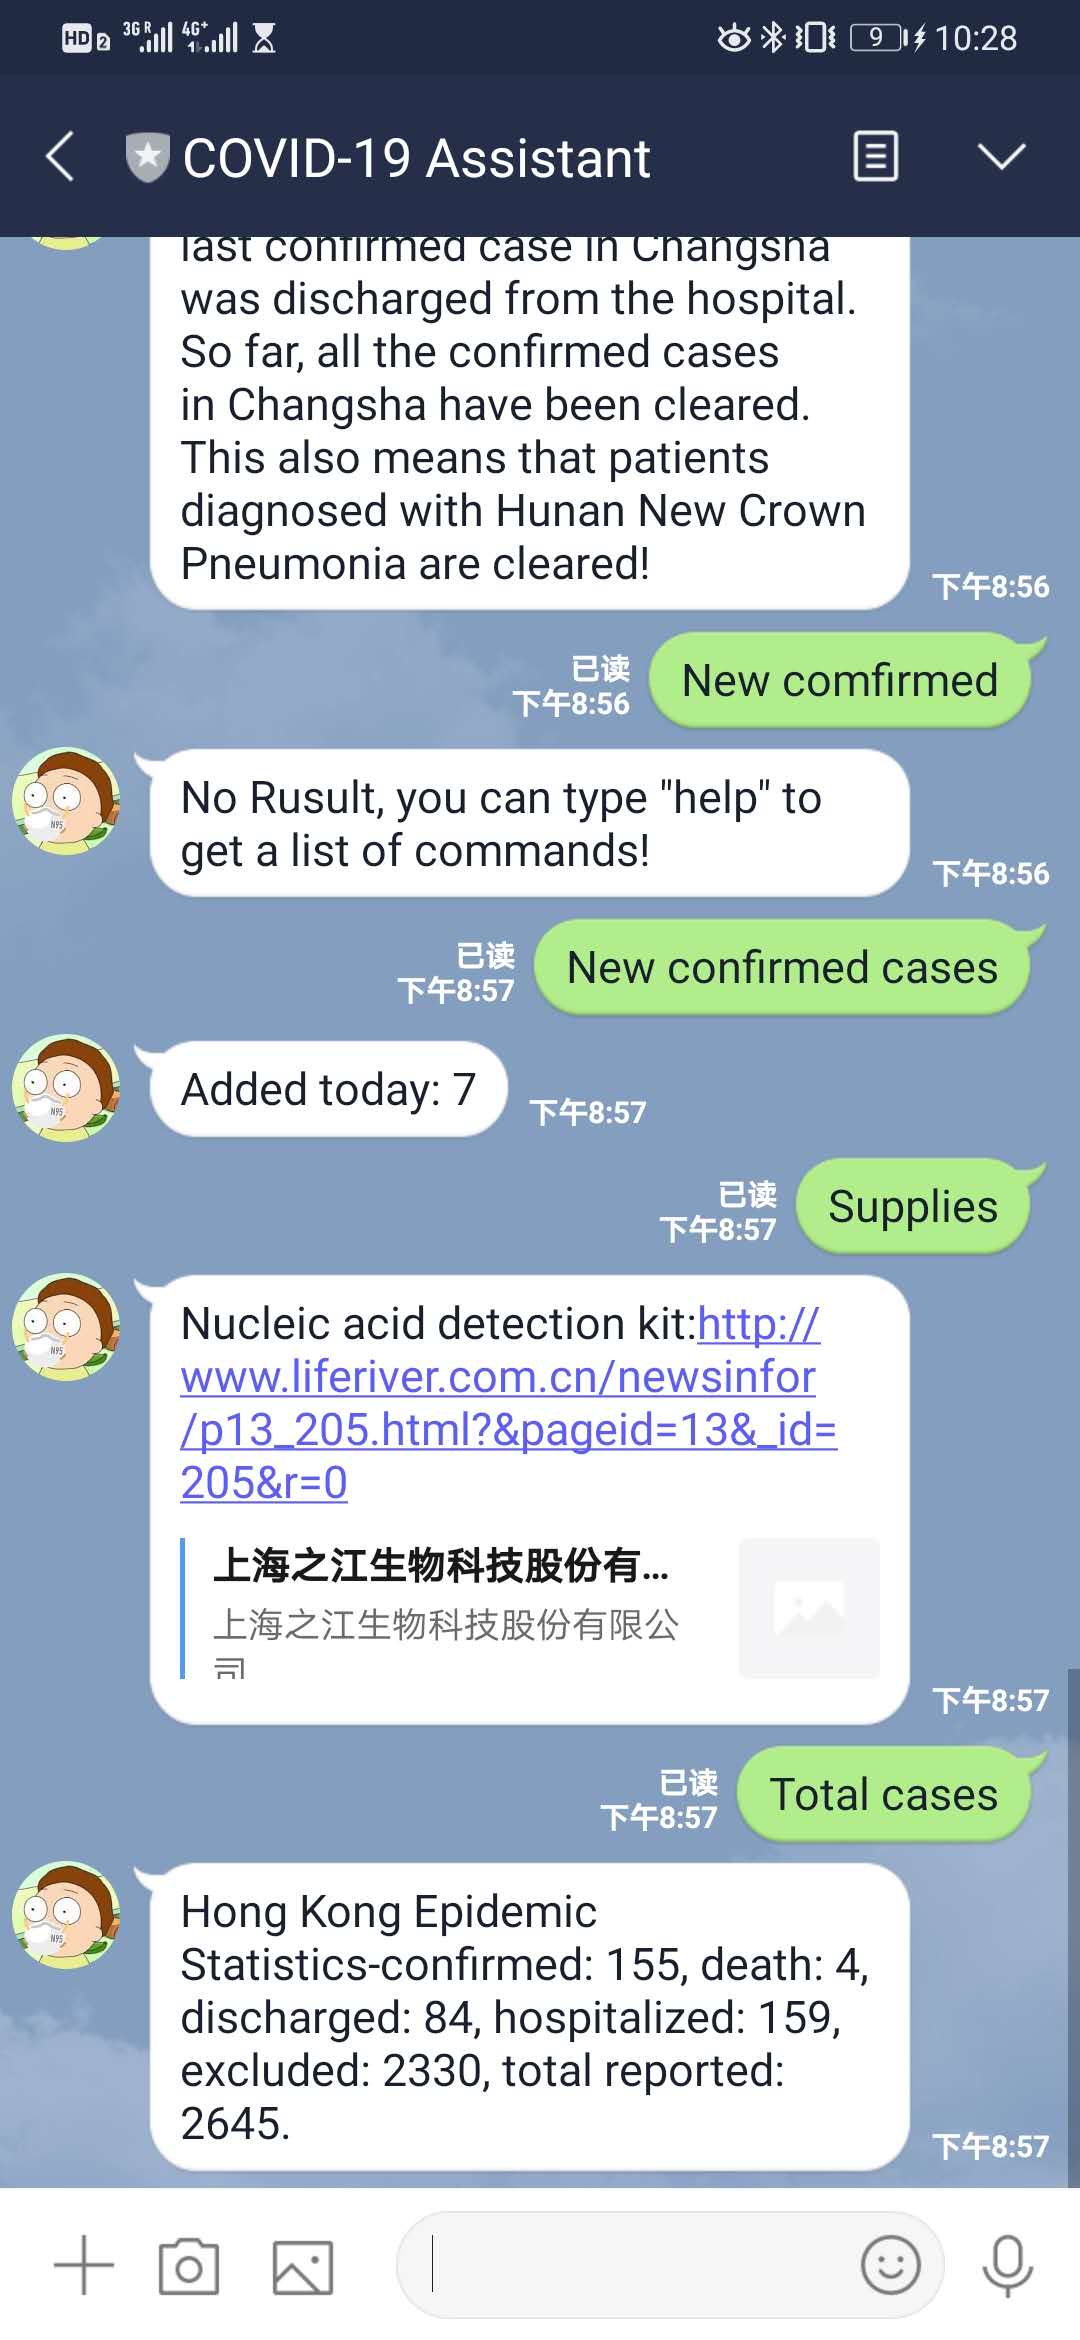 HD 2 3G R 4G+ 9 10:28
COVID-19 Assistant
last confirmed case in Changsha
was discharged from the hospital.
So far, all the confirmed cases
in Changsha have been cleared.
This also means that patients
diagnosed with Hunan New Crown
Pneumonia are cleared!
下午8:56
已读
下午8:56
New comfirmed
No Rusult, you can type "help" to
get a list of commands!
下午8:56
已读
下午8:57
New confirmed cases
Added today: 7
下午8:57
已读
下午8:57
Supplies
Nucleic acid detection kit:http://
www.liferiver.com.cn/newsinfor
/p13_205.html?&pageid=13&_id=
205&r=0
上海之江生物科技股份有...
上海之江生物科技股份有限公
司
下午8:57
已读
下午8:57
Total cases
Hong Kong Epidemic
Statistics-confirmed: 155, death: 4,
discharged: 84, hospitalized: 159,
excluded: 2330, total reported:
2645.
下午8:57